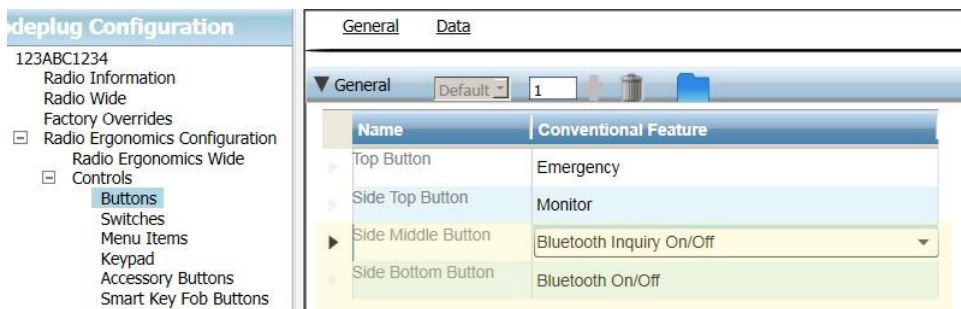 odeplug Configuration
123ABC1234
Radio Information
Radio Wide
Factory Overrides
Radio Ergonomics Configuration
Radio Ergonomics Wide
Controls
Buttons
Switches
Menu Items
Keypad
Accessory Buttons
Smart Key Fob Buttons
General Data
General Default 1
Name Conventional Feature
Top Button Emergency
Side Top Button Monitor
Side Middle Button Bluetooth Inquiry On/Off
Side Bottom Button Bluetooth On/Off